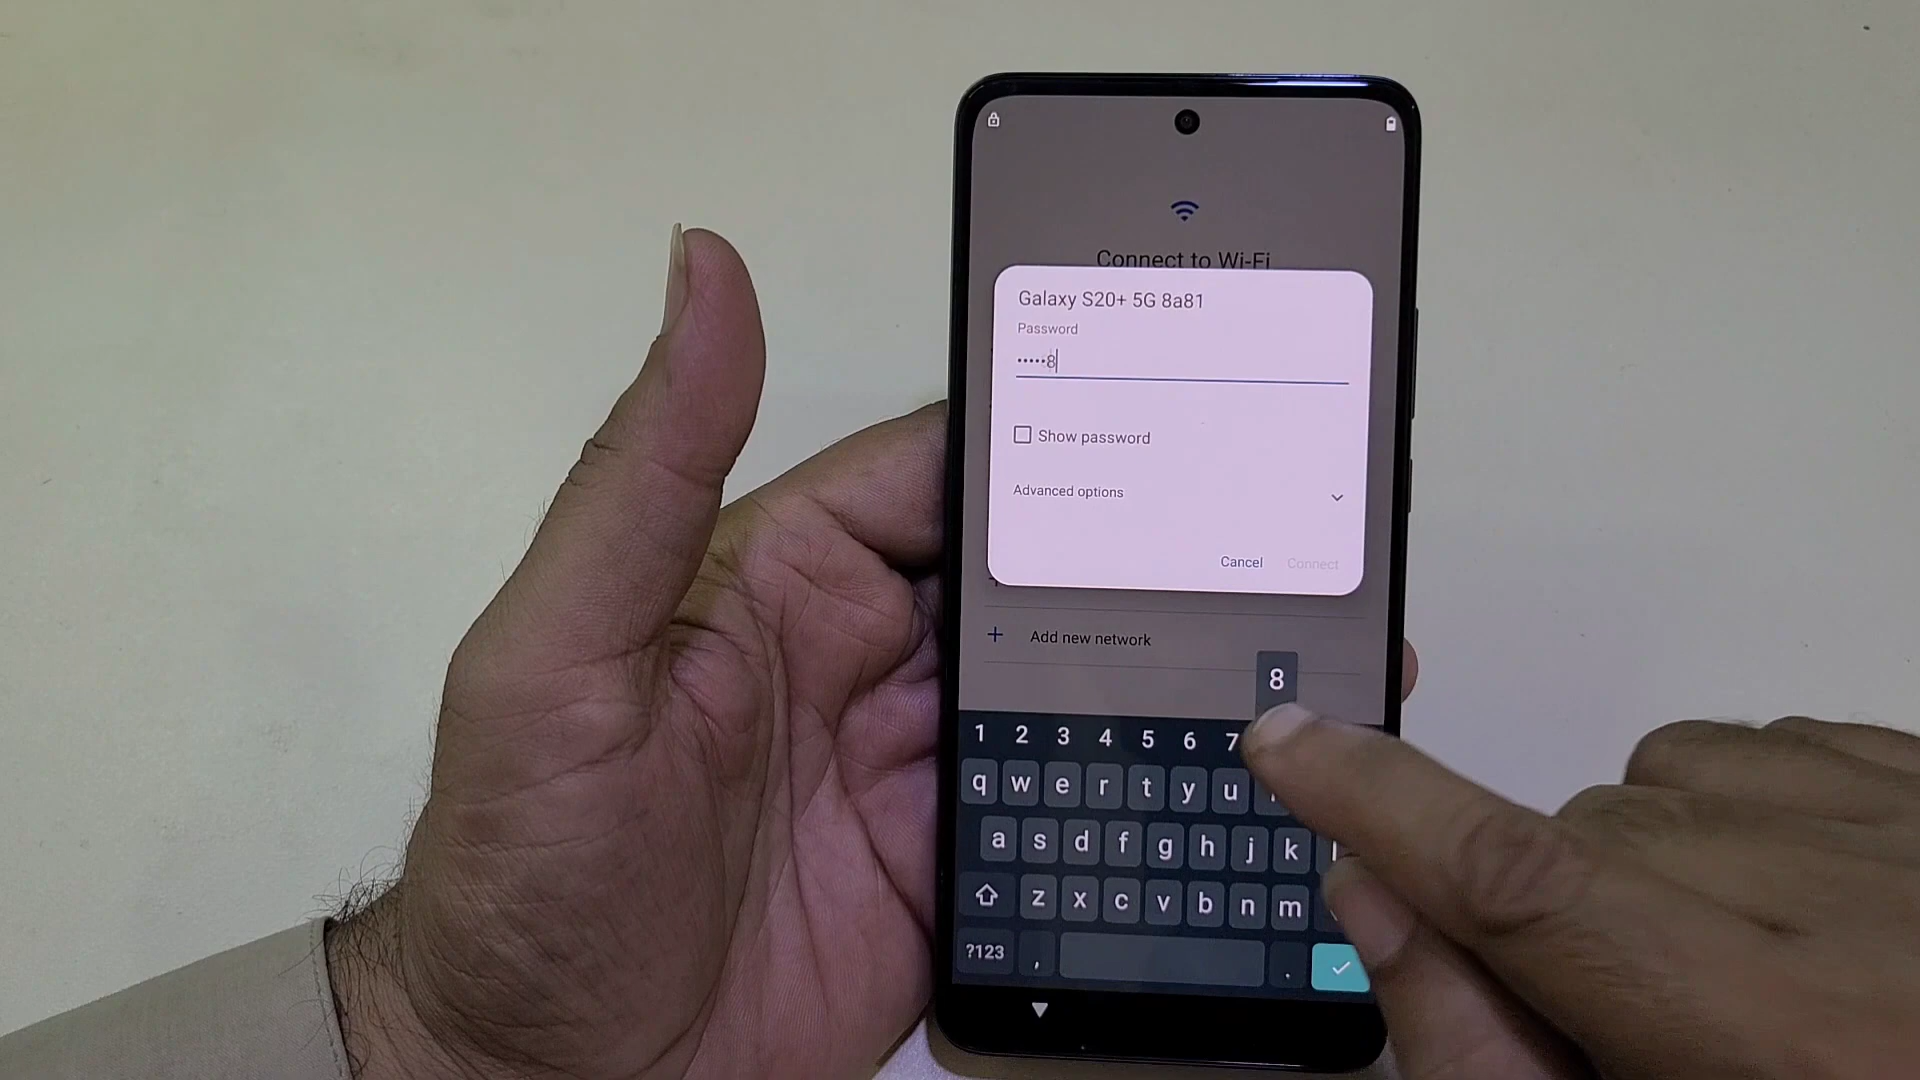 Connect to Wi-Fi
Galaxy S20+ 5G 8a81
Password
•••••8
Show password
Advanced options
Cancel Connect
Add new network
8
1 2 3 4 5 6 7
q w e r t y u
a s d f g h j k l
z x c v b n m
?123 , .